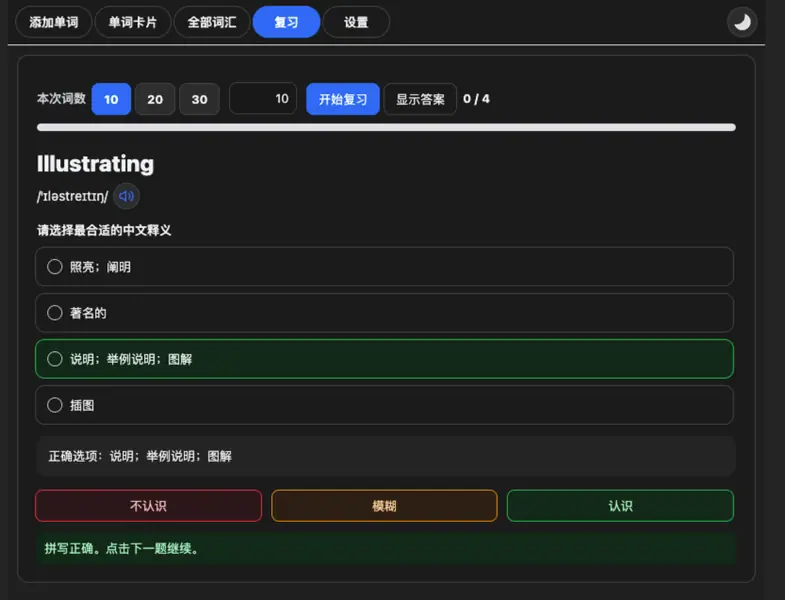 添加单词 单词卡片 全部词汇 复习 设置
本次词数 10 20 30 10 开始复习 显示答案 0 / 4
Illustrating
/ˈɪləstreɪtɪŋ/
请选择最合适的中文释义
照亮；阐明
著名的
说明；举例说明；图解
插图
正确选项：说明；举例说明；图解
不认识 模糊 认识
拼写正确。点击下一题继续。